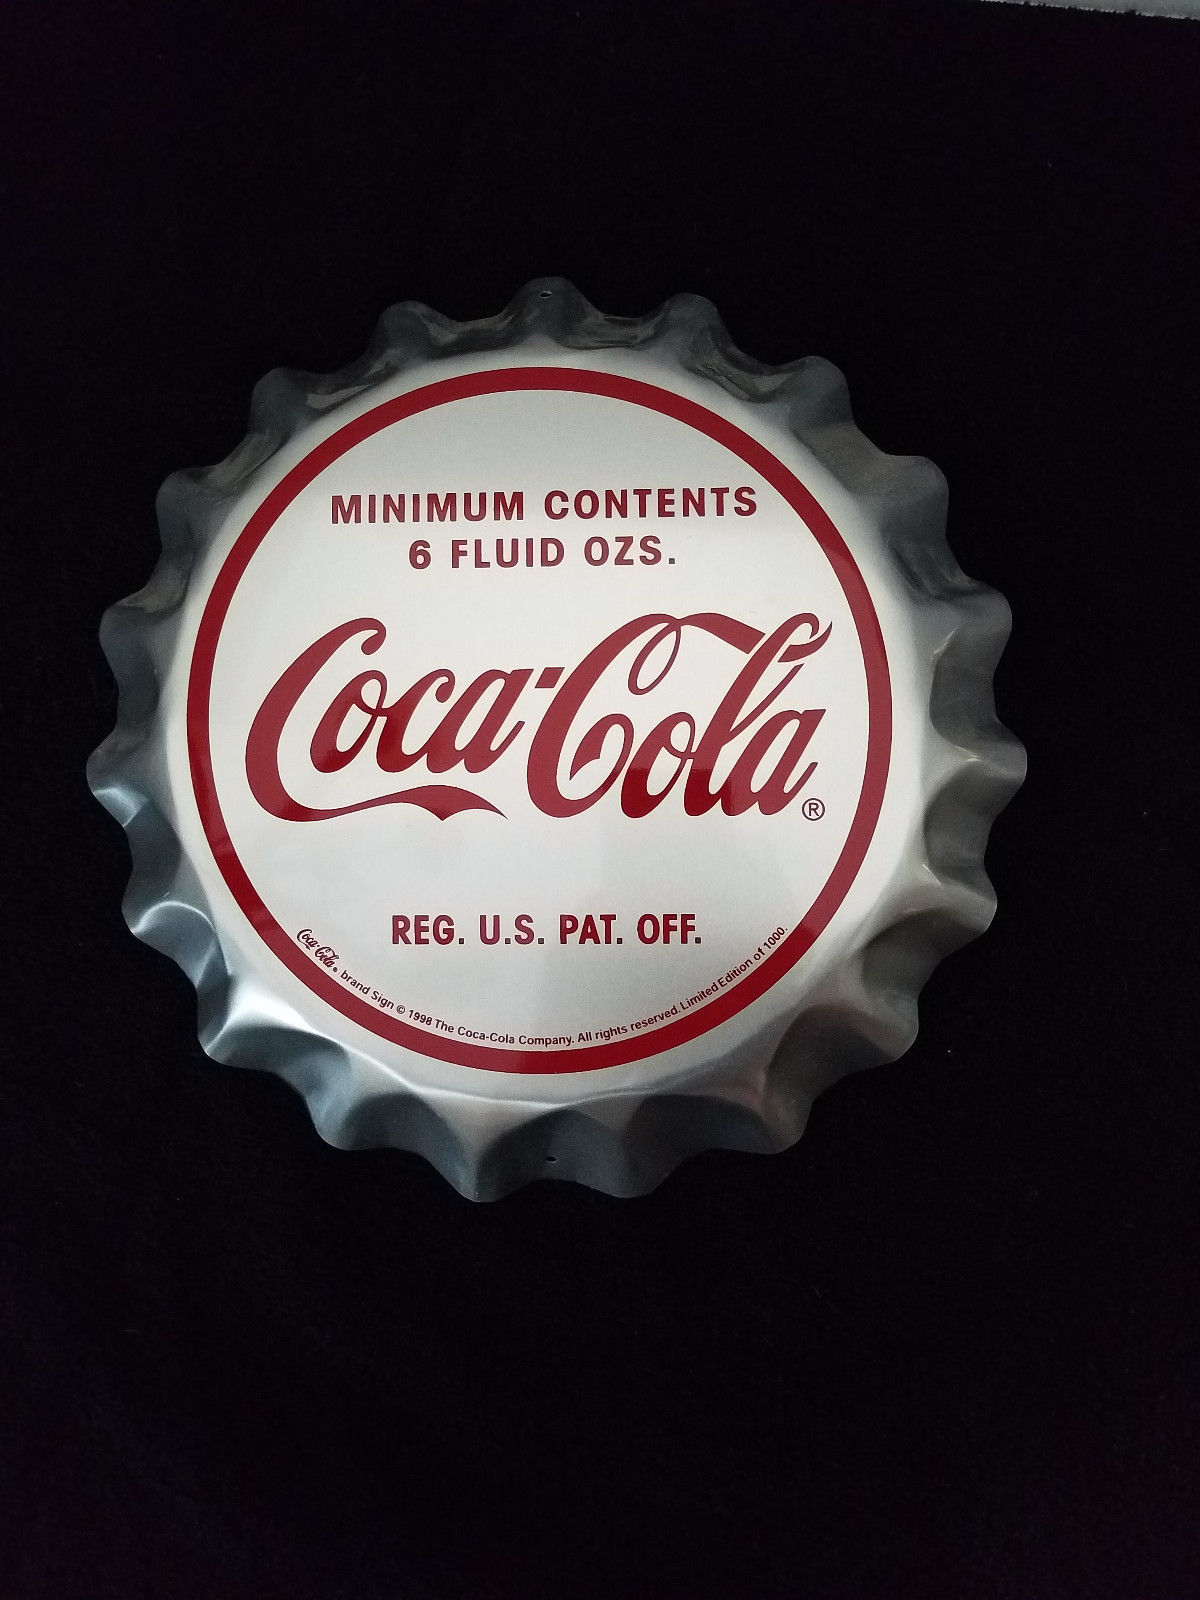 MINIMUM CONTENTS
6 FLUID OZS.
Coca-Cola®
REG. U.S. PAT. OFF.
Coca-Cola® brand Sign © 1998 The Coca-Cola Company. All rights reserved. Limited Edition of 1000.